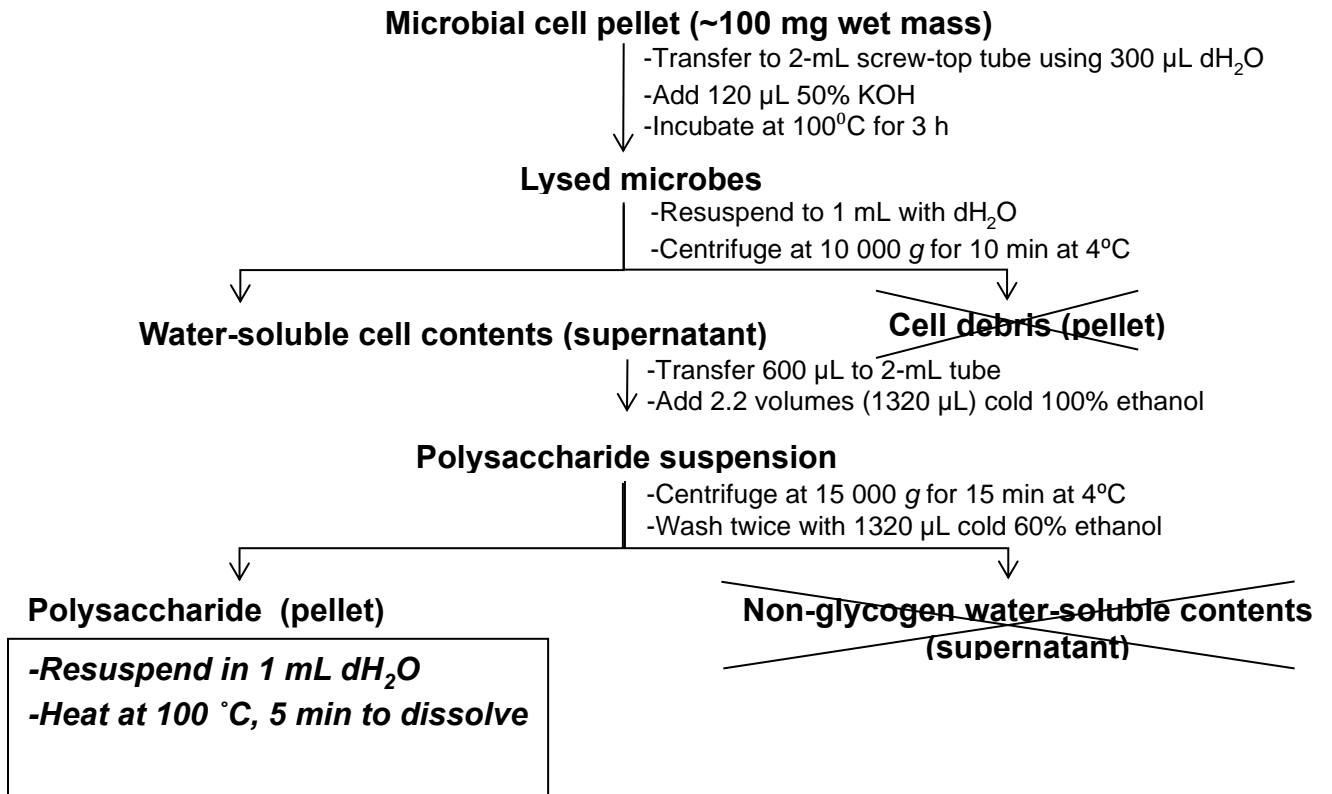 Microbial cell pellet (~100 mg wet mass)
-Transfer to 2-mL screw-top tube using 300 µL dH₂O
-Add 120 µL 50% KOH
-Incubate at 100⁰C for 3 h
Lysed microbes
-Resuspend to 1 mL with dH₂O
-Centrifuge at 10 000 g for 10 min at 4ºC
Water-soluble cell contents (supernatant)
Cell debris (pellet)
-Transfer 600 µL to 2-mL tube
-Add 2.2 volumes (1320 µL) cold 100% ethanol
Polysaccharide suspension
-Centrifuge at 15 000 g for 15 min at 4ºC
-Wash twice with 1320 µL cold 60% ethanol
Polysaccharide (pellet)
Non-glycogen water-soluble contents
(supernatant)
-Resuspend in 1 mL dH₂O
-Heat at 100 ˚C, 5 min to dissolve